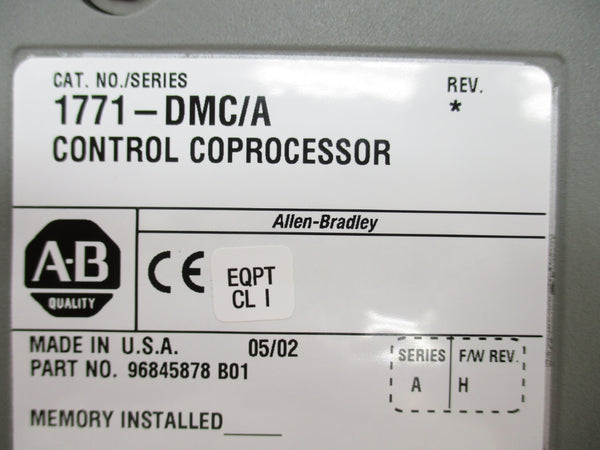 CAT. NO./SERIES
REV.
1771-DMC/A
*
CONTROL COPROCESSOR
Allen-Bradley
A-B
QUALITY
CE
EQPT
CL I
MADE IN U.S.A. 05/02
PART NO. 96845878 B01
SERIES F/W REV.
A H
MEMORY INSTALLED____